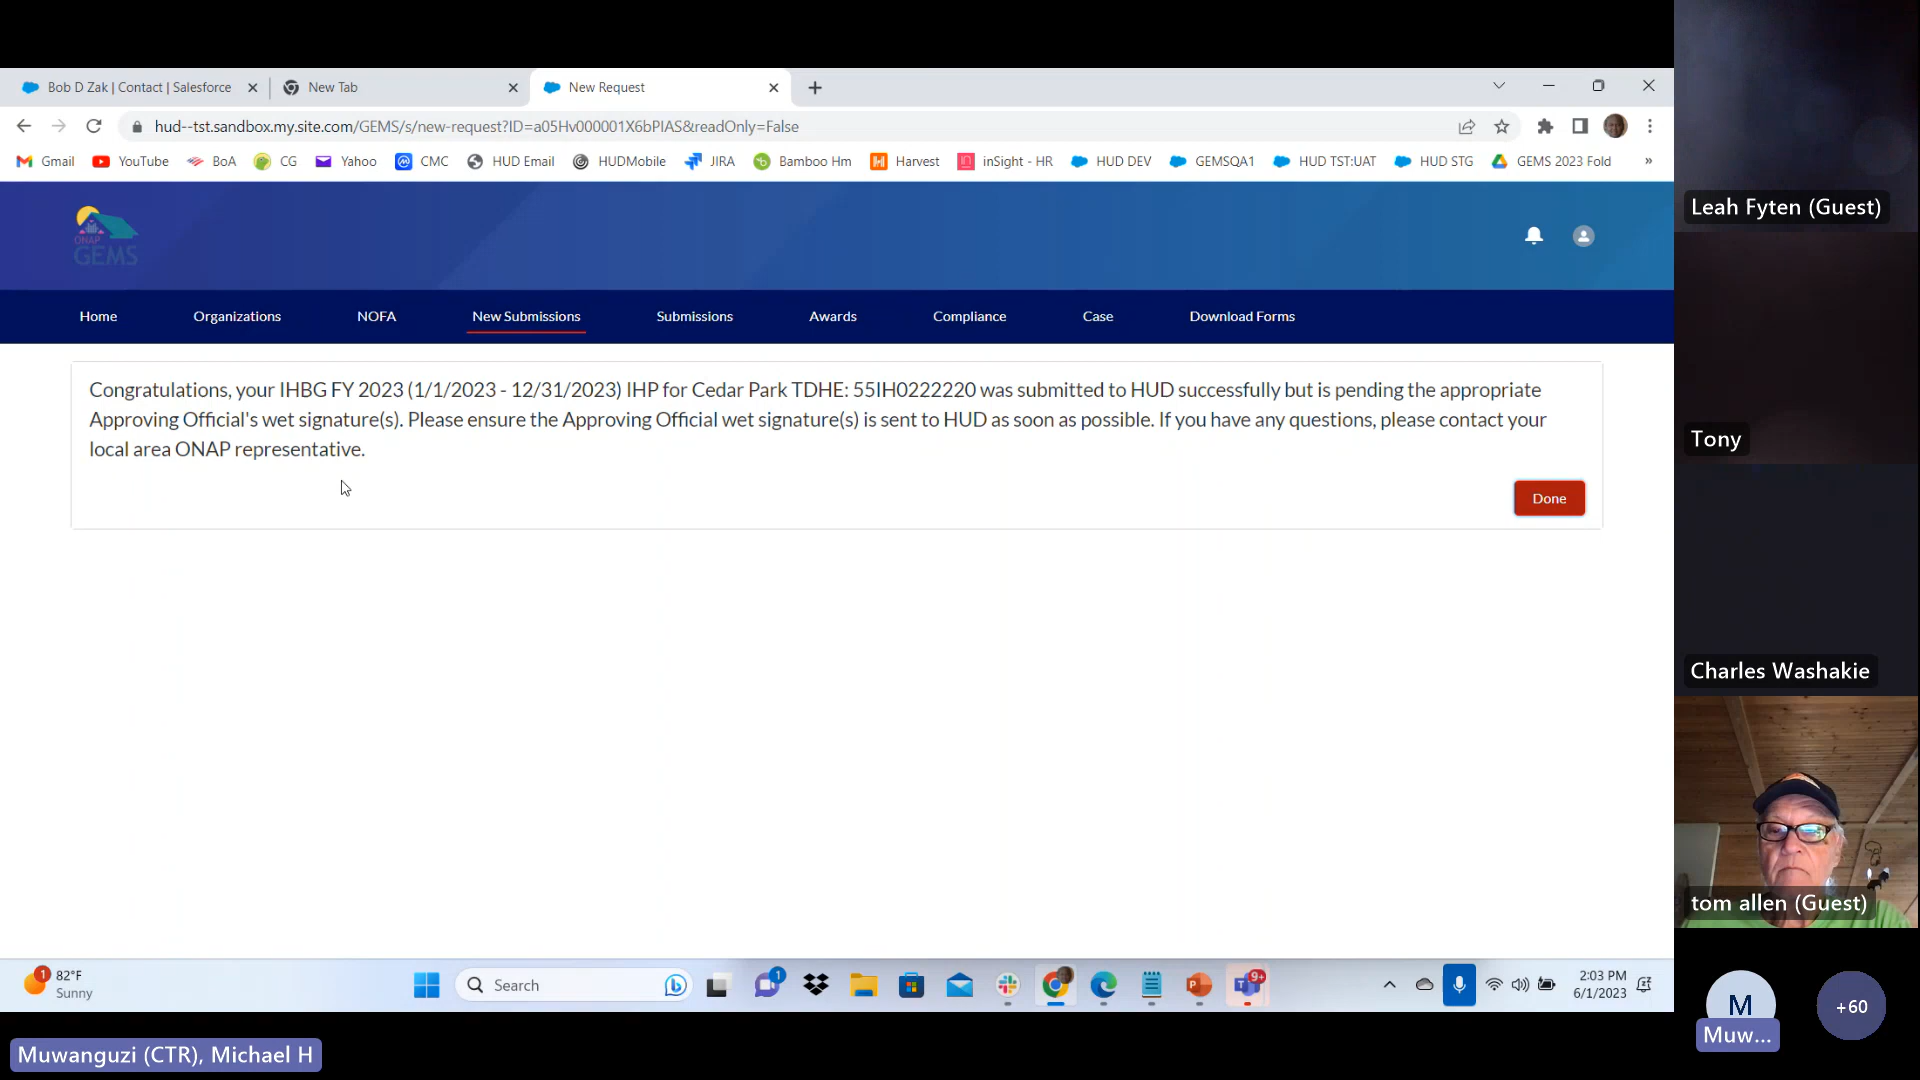 Bob D Zak | Contact | Salesforce
New Tab
New Request
hud--tst.sandbox.my.site.com/GEMS/s/new-request?ID=a05Hv000001X6bPIAS&readOnly=False
Gmail YouTube BoA CG Yahoo CMC HUD Email HUDMobile JIRA Bamboo Hm Harvest inSight - HR HUD DEV GEMSQA1 HUD TST:UAT HUD STG GEMS 2023 Fold »
ONAP
GEMS
Home Organizations NOFA New Submissions Submissions Awards Compliance Case Download Forms
Congratulations, your IHBG FY 2023 (1/1/2023 - 12/31/2023) IHP for Cedar Park TDHE: 55IH0222220 was submitted to HUD successfully but is pending the appropriate
Approving Official's wet signature(s). Please ensure the Approving Official wet signature(s) is sent to HUD as soon as possible. If you have any questions, please contact your
local area ONAP representative.
Done
Leah Fyten (Guest)
Tony
Charles Washakie
tom allen (Guest)
1
82°F
Sunny
Search
1
9+
2:03 PM
6/1/2023
M
Muw...
+60
Muwanguzi (CTR), Michael H